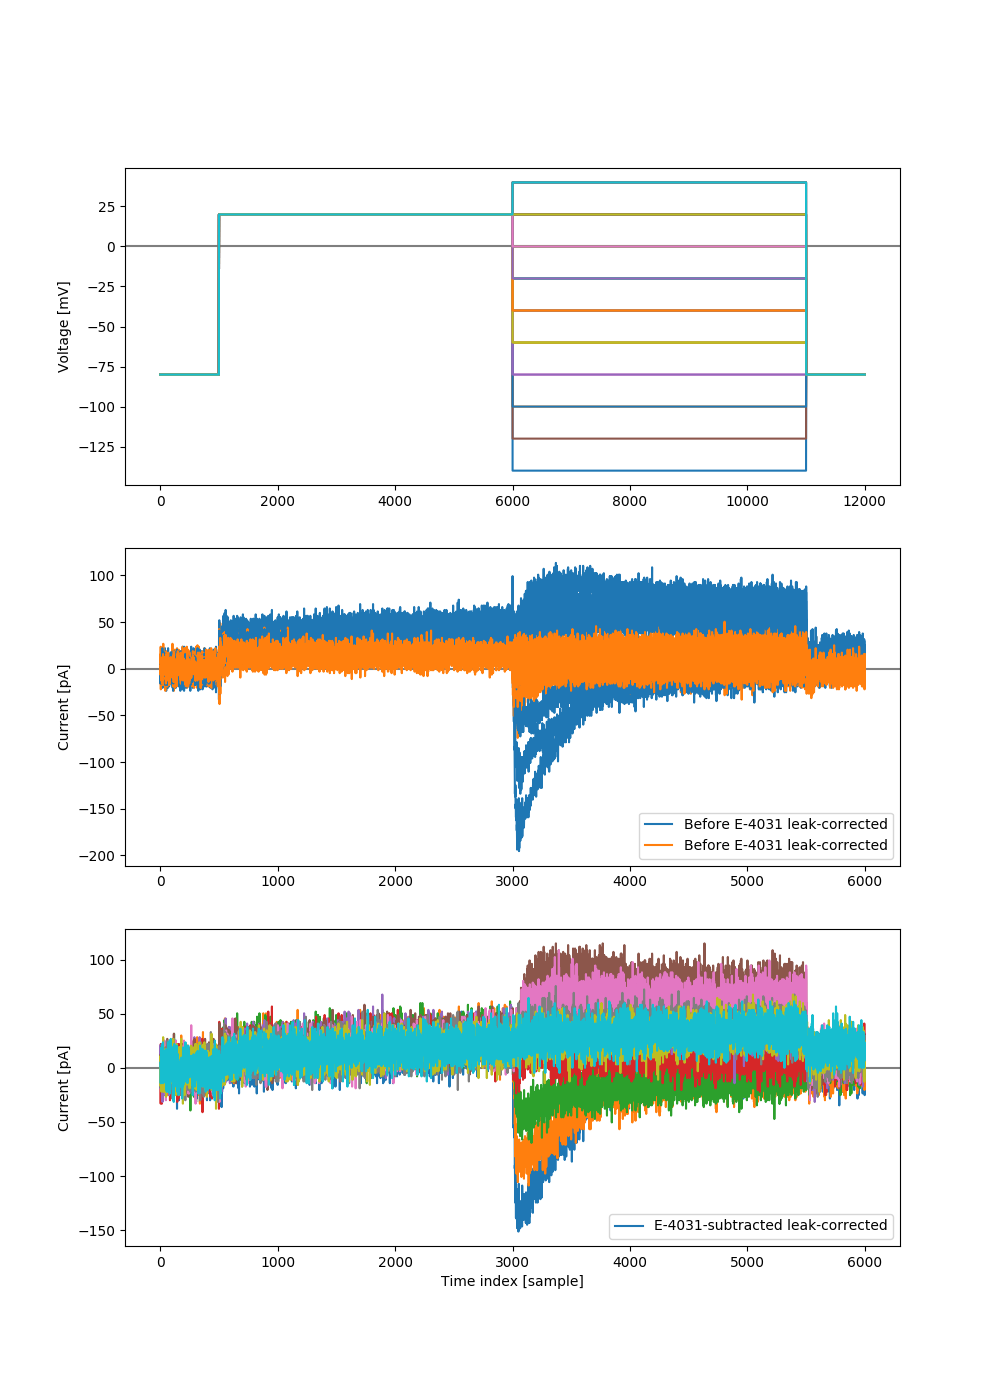 25
0
−25
−50
−75
−100
−125
Voltage [mV]
0 2000 4000 6000 8000 10000 12000
100
50
0
−50
−100
−150
−200
Current [pA]
Before E-4031 leak-corrected
Before E-4031 leak-corrected
0 1000 2000 3000 4000 5000 6000
100
50
0
−50
−100
−150
Current [pA]
E-4031-subtracted leak-corrected
0 1000 2000 3000 4000 5000 6000
Time index [sample]